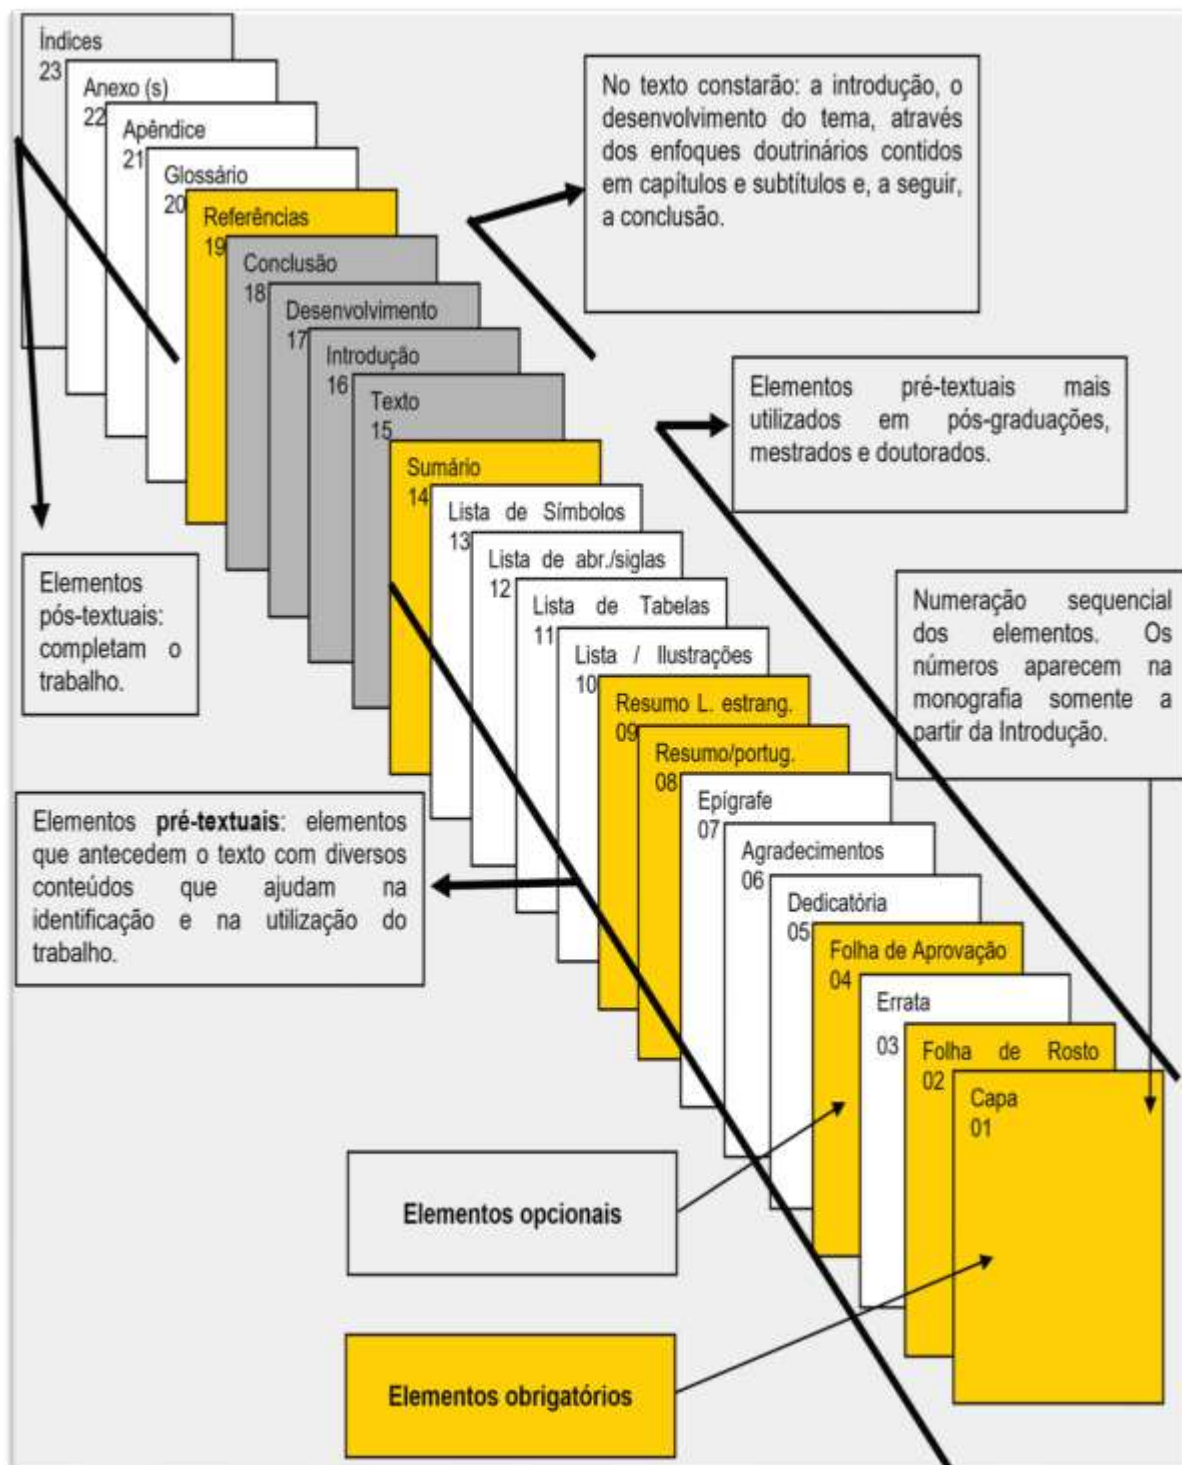 Índices
23
Anexo (s)
22
Apêndice
21
Glossário
20
Referências
19
Conclusão
18
Desenvolvimento
17
Introdução
16
Texto
15
Sumário
14
Lista de Símbolos
13
Lista de abr./siglas
12
Lista de Tabelas
11
Lista / Ilustrações
10
Resumo L. estrang.
09
Resumo/portug.
08
Epígrafe
07
Agradecimentos
06
Dedicatória
05
Folha de Aprovação
04
Errata
03
Folha de Rosto
02
Capa
01
No texto constarão: a introdução, o
desenvolvimento do tema, através
dos enfoques doutrinários contidos
em capítulos e subtítulos e, a seguir,
a conclusão.
Elementos pré-textuais mais
utilizados em pós-graduações,
mestrados e doutorados.
Numeração sequencial
dos elementos. Os
números aparecem na
monografia somente a
partir da Introdução.
Elementos
pós-textuais:
completam o
trabalho.
Elementos pré-textuais: elementos
que antecedem o texto com diversos
conteúdos que ajudam na
identificação e na utilização do
trabalho.
Elementos opcionais
Elementos obrigatórios